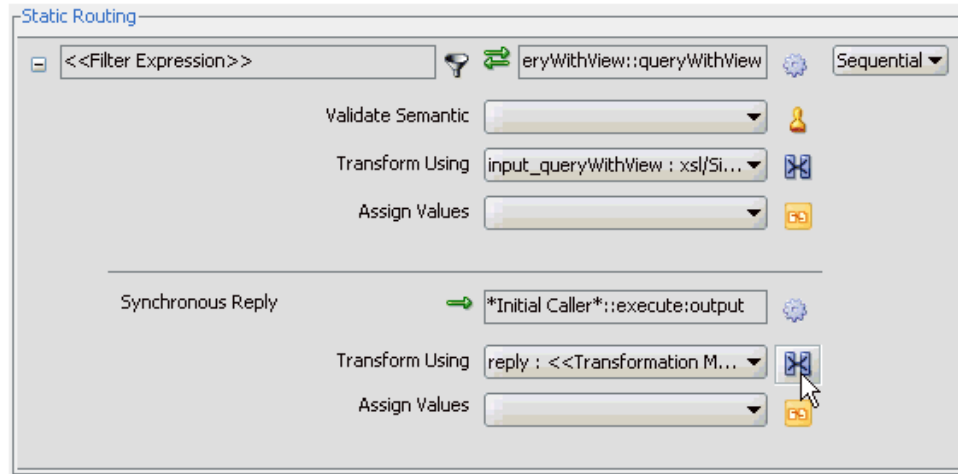 Static Routing
<<Filter Expression>> eryWithView::queryWithView Sequential
Validate Semantic
Transform Using input_queryWithView : xsl/Si...
Assign Values
Synchronous Reply *Initial Caller*::execute:output
Transform Using reply : <<Transformation M...
Assign Values